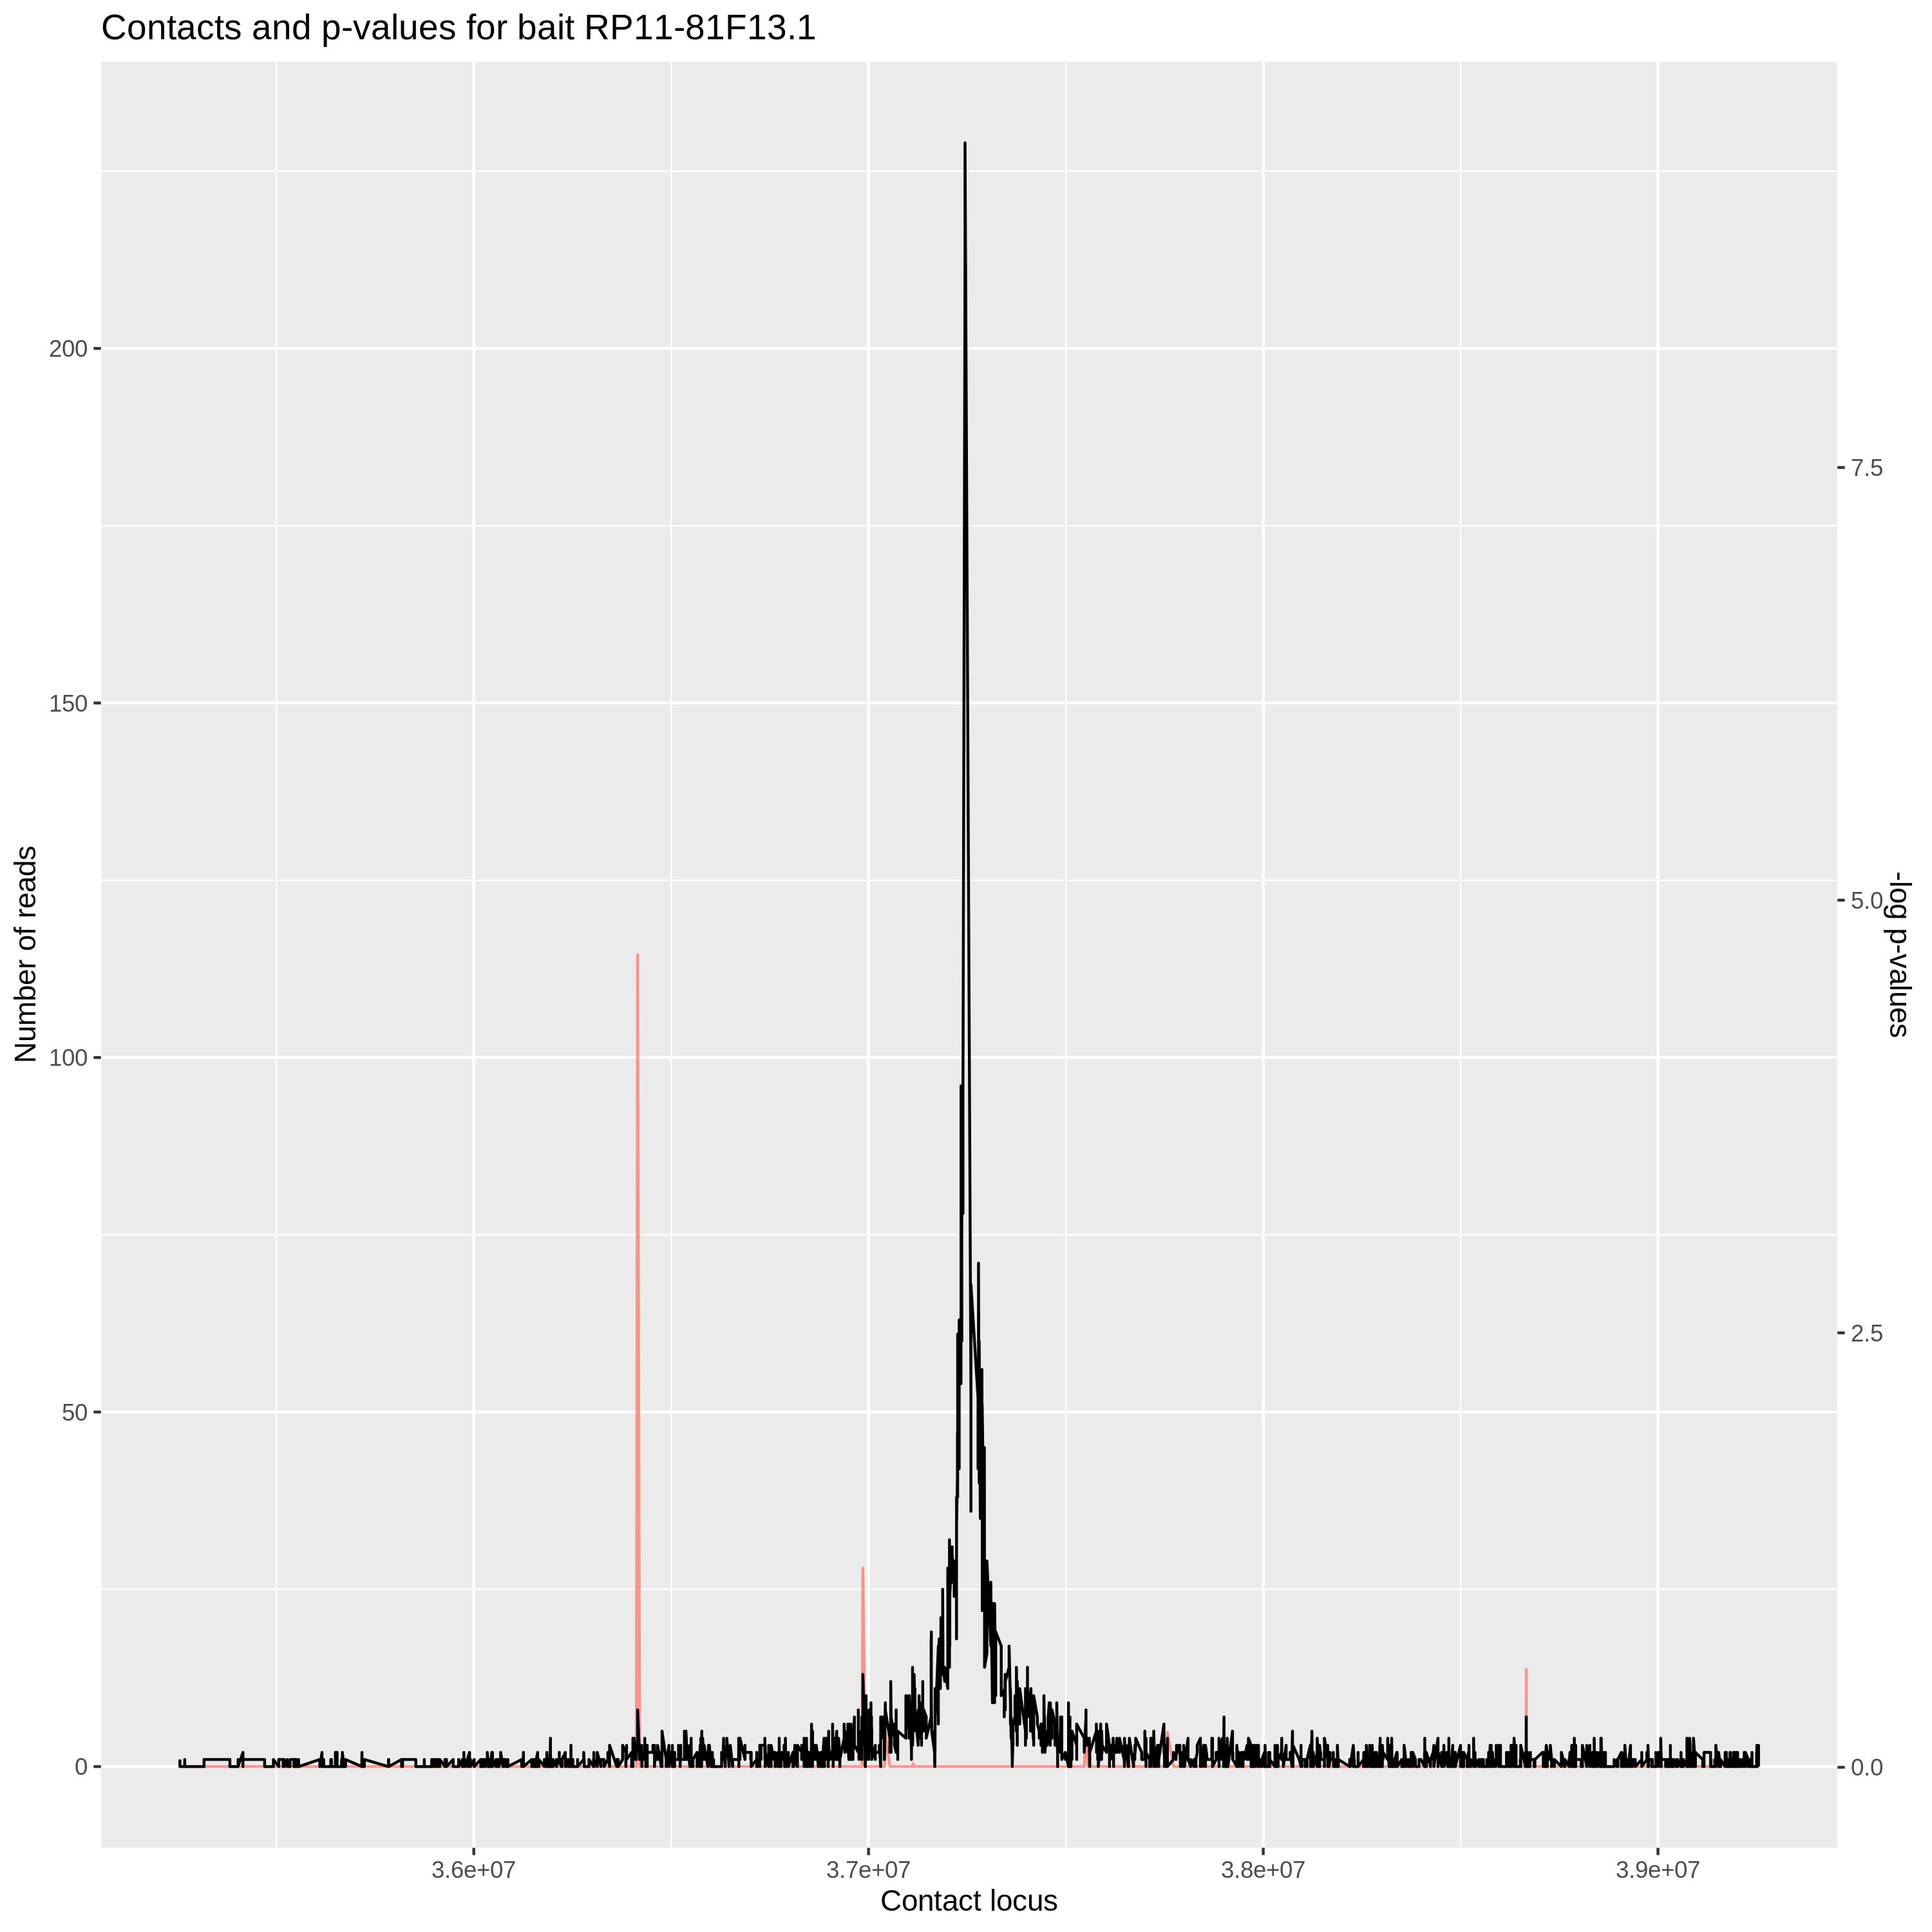 Contacts and p-values for bait RP11-81F13.1
Number of reads
200
150
100
50
0
7.5
5.0
2.5
0.0
-log p-values
3.6e+07
3.7e+07
3.8e+07
3.9e+07
Contact locus